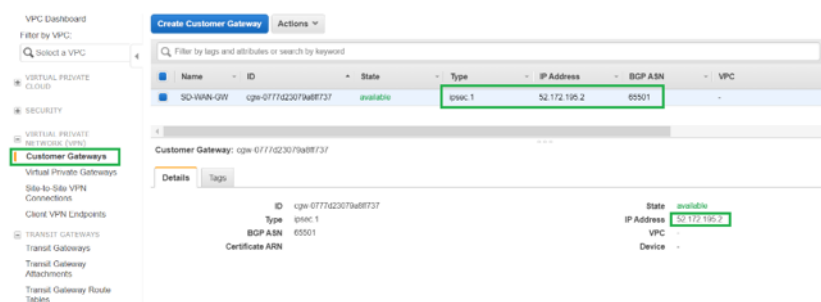 VPC Dashboard
Filter by VPC:
Select a VPC
VIRTUAL PRIVATE
CLOUD
SECURITY
VIRTUAL PRIVATE
NETWORK (VPN)
Customer Gateways
Virtual Private Gateways
Site-to-Site VPN
Connections
Client VPN Endpoints
TRANSIT GATEWAYS
Transit Gateways
Transit Gateway
Attachments
Transit Gateway Route
Tables
Create Customer Gateway Actions
Filter by tags and attributes or search by keyword
Name ID State Type IP Address BGP ASN VPC
SD-WAN-GW cgw-0777d23079a8ff737 available ipsec.1 52.172.195.2 65501 -
Customer Gateway: cgw-0777d23079a8ff737
Details Tags
ID cgw-0777d23079a8ff737 State available
Type ipsec.1 IP Address 52.172.195.2
BGP ASN 65501 VPC -
Certificate ARN Device -